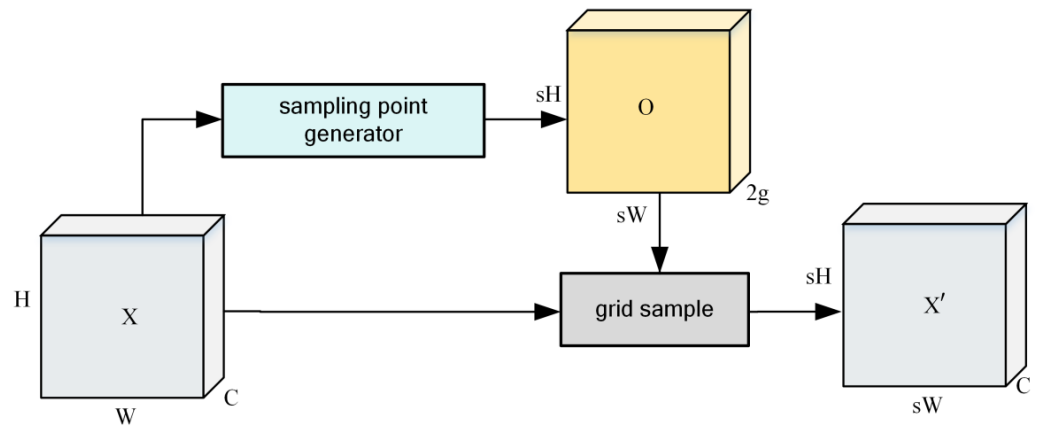 sampling point
generator
sH
O
2g
sW
H
X
C
W
grid sample
sH
X′
C
sW